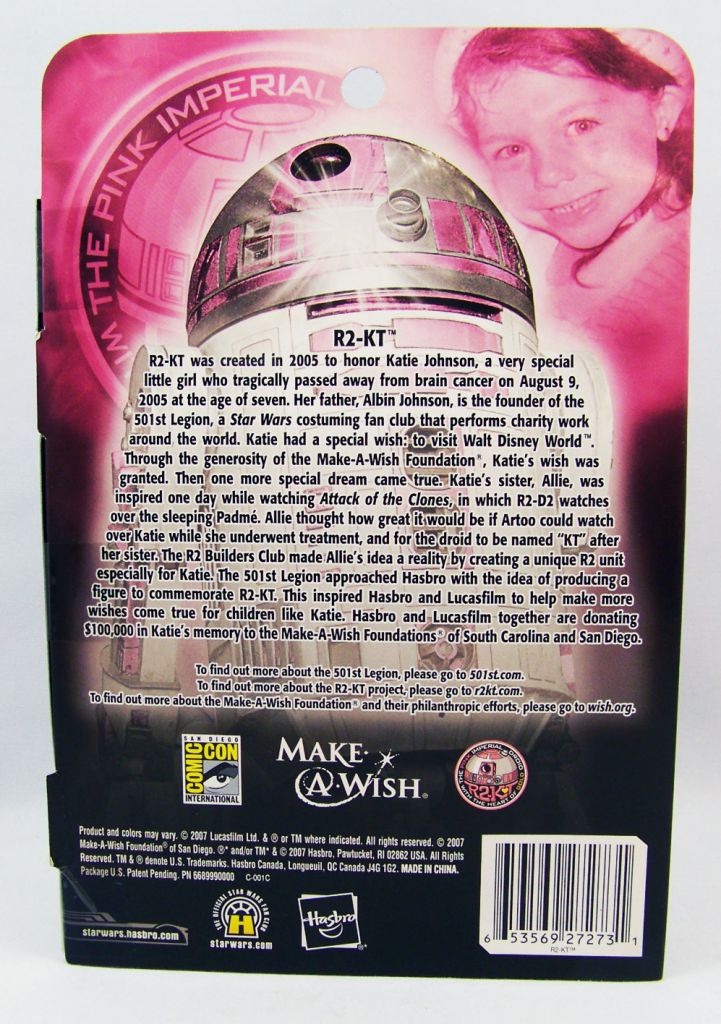 I'M THE PINK IMPERIAL
R2-KT™
R2-KT was created in 2005 to honor Katie Johnson, a very special
little girl who tragically passed away from brain cancer on August 9,
2005 at the age of seven. Her father, Albin Johnson, is the founder of the
501st Legion, a Star Wars costuming fan club that performs charity work
around the world. Katie had a special wish: to visit Walt Disney World™.
Through the generosity of the Make-A-Wish Foundation®, Katie's wish was
granted. Then one more special dream came true. Katie's sister, Allie, was
inspired one day while watching Attack of the Clones, in which R2-D2 watches
over the sleeping Padmé. Allie thought how great it would be if Artoo could watch
over Katie while she underwent treatment, and for the droid to be named "KT" after
her sister. The R2 Builders Club made Allie's idea a reality by creating a unique R2 unit
especially for Katie. The 501st Legion approached Hasbro with the idea of producing a
figure to commemorate R2-KT. This inspired Hasbro and Lucasfilm to help make more
wishes come true for children like Katie. Hasbro and Lucasfilm together are donating
$100,000 in Katie's memory to the Make-A-Wish Foundations® of South Carolina and San Diego.
To find out more about the 501st Legion, please go to 501st.com.
To find out more about the R2-KT project, please go to r2kt.com.
To find out more about the Make-A-Wish Foundation® and their philanthropic efforts, please go to wish.org.
SAN DIEGO
COMIC CON
INTERNATIONAL
MAKE·
A·WISH®
IMPERIAL DROID
R2-KT
THE WITH THE HEART OF GOLD
Product and colors may vary. © 2007 Lucasfilm Ltd. & ® or TM where indicated. All rights reserved. © 2007
Make-A-Wish Foundation® of San Diego. ®* and/or TM* & © 2007 Hasbro, Pawtucket, RI 02862 USA. All Rights
Reserved. TM & ® denote U.S. Trademarks. Hasbro Canada, Longueuil, QC Canada J4G 1G2. MADE IN CHINA.
Package U.S. Patent Pending. PN 6689990000 C-001C
starwars.hasbro.com
THE OFFICIAL STAR WARS FAN CLUB
H
starwars.com
Hasbro
®*
6 53569 27273 1
R2-KT™